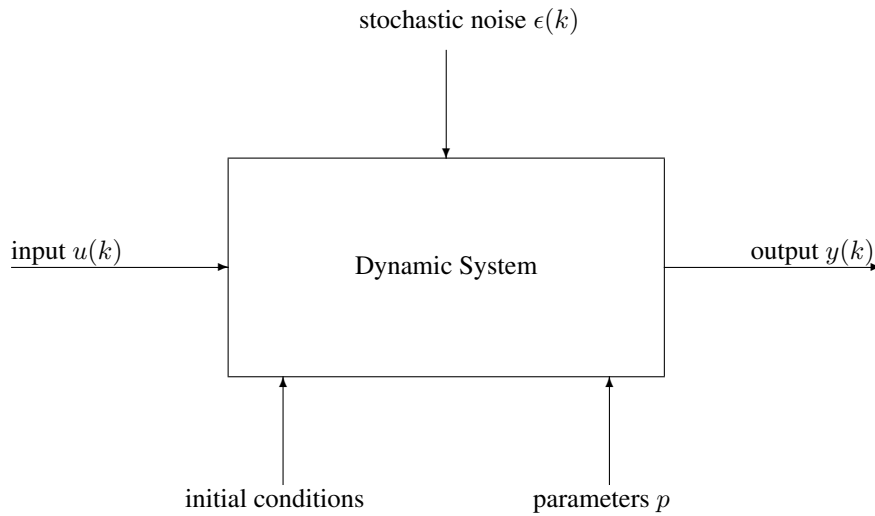 stochastic noise ϵ(k)
input u(k)
Dynamic System
output y(k)
initial conditions
parameters p